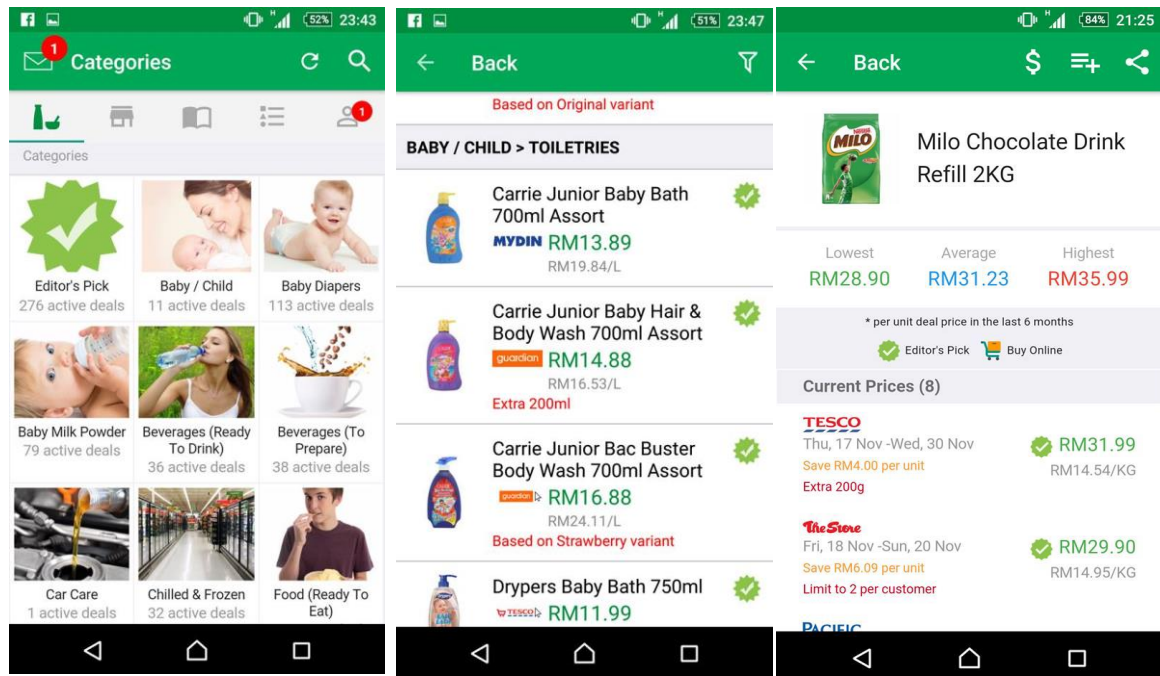 52% 23:43
1
Categories
1
Categories
Editor's Pick
276 active deals
Baby / Child
11 active deals
Baby Diapers
113 active deals
Baby Milk Powder
79 active deals
Beverages (Ready
To Drink)
36 active deals
Beverages (To
Prepare)
38 active deals
Car Care
1 active deals
Chilled & Frozen
32 active deals
Food (Ready To
Eat)
H 51% 23:47
Back
Based on Original variant
BABY / CHILD > TOILETRIES
Carrie Junior Baby Bath
700ml Assort
MYDIN RM13.89
RM19.84/L
Carrie Junior Baby Hair &
Body Wash 700ml Assort
guardian RM14.88
RM16.53/L
Extra 200ml
Carrie Junior Bac Buster
Body Wash 700ml Assort
guardian RM16.88
RM24.11/L
Based on Strawberry variant
Drypers Baby Bath 750ml
TESCO RM11.99
H 84% 21:25
Back
MILO
Milo Chocolate Drink
Refill 2KG
Lowest Average Highest
RM28.90 RM31.23 RM35.99
* per unit deal price in the last 6 months
Editor's Pick Buy Online
Current Prices (8)
TESCO
Thu, 17 Nov -Wed, 30 Nov RM31.99
Save RM4.00 per unit RM14.54/KG
Extra 200g
The Store
Fri, 18 Nov -Sun, 20 Nov RM29.90
Save RM6.09 per unit RM14.95/KG
Limit to 2 per customer
PACIFIC